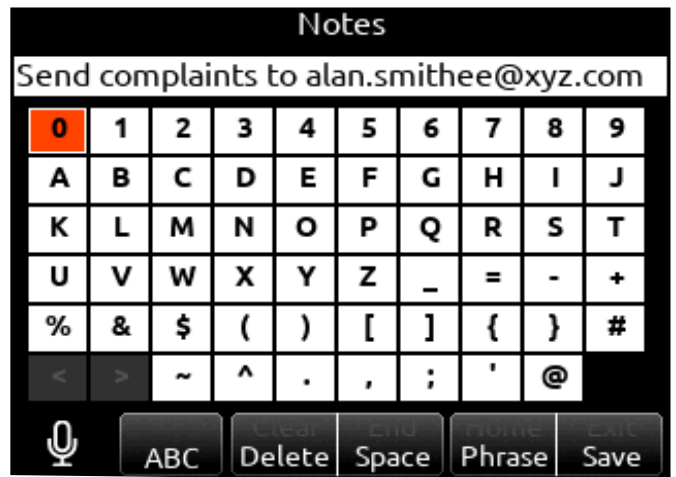 Notes
Send complaints to alan.smithee@xyz.com
0 1 2 3 4 5 6 7 8 9
A B C D E F G H I J
K L M N O P Q R S T
U V W X Y Z _ = - +
% & $ ( ) [ ] { } #
< > ~ ^ . , ; ' @
Clear End Home Exit
ABC Delete Space Phrase Save